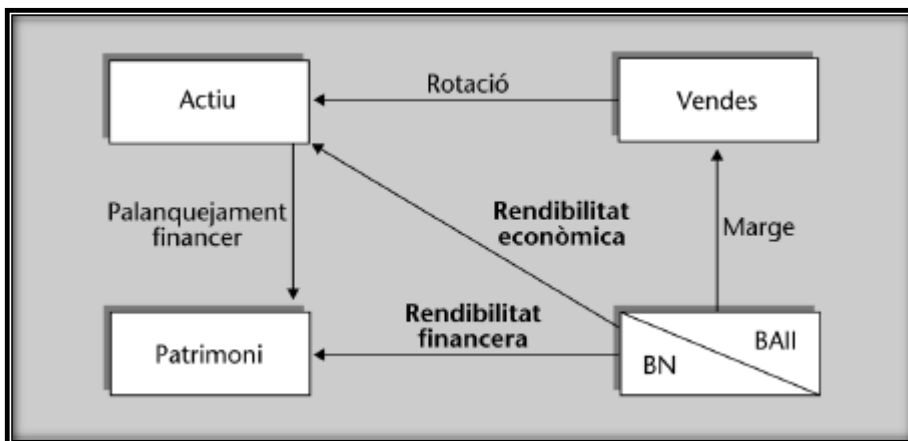 Actiu
Rotació
Vendes
Palanquejament
financer
Rendibilitat
econòmica
Marge
Patrimoni
Rendibilitat
financera
BN
BAII